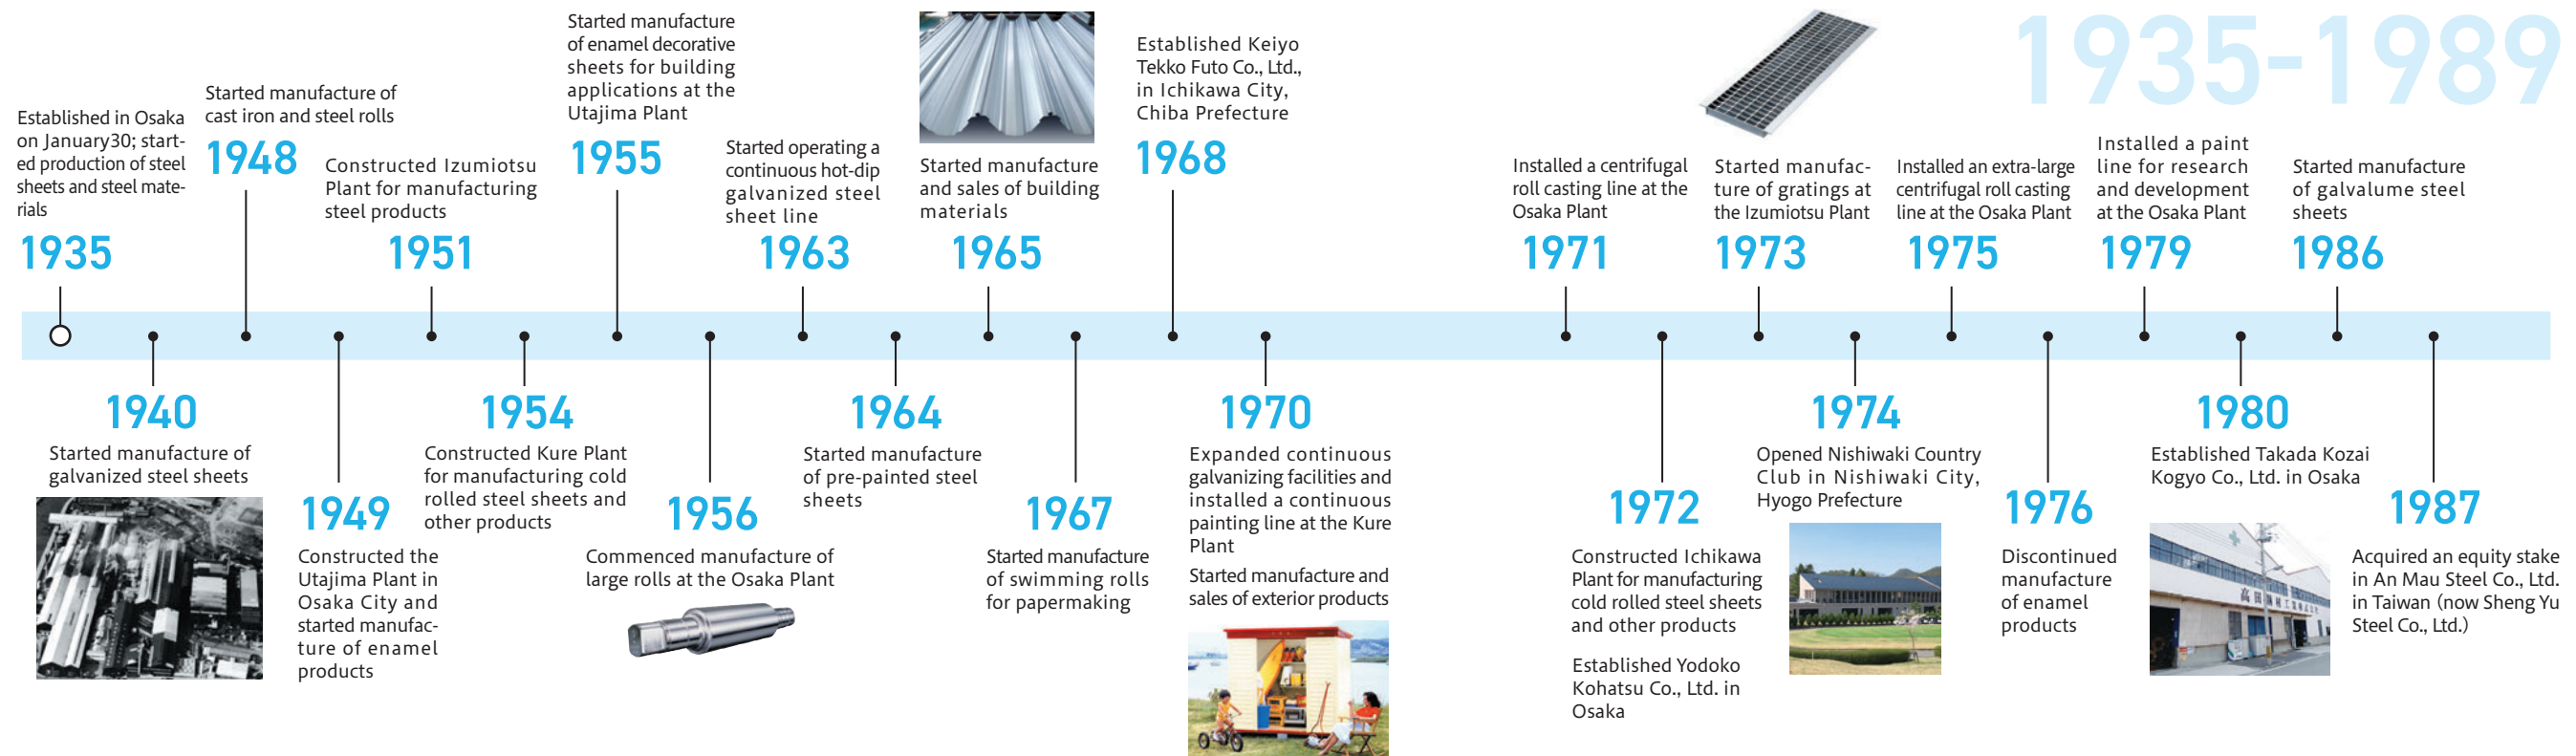 1935-1989
Established in Osaka
on January30; start-
ed production of steel
sheets and steel mate-
rials
1935
1940
Started manufacture of
galvanized steel sheets
Started manufacture of
cast iron and steel rolls
1948
1949
Constructed the
Utajima Plant in
Osaka City and
started manufac-
ture of enamel
products
Constructed Izumiotsu
Plant for manufacturing
steel products
1951
1954
Constructed Kure Plant
for manufacturing cold
rolled steel sheets and
other products
Started manufacture
of enamel decorative
sheets for building
applications at the
Utajima Plant
1955
1956
Commenced manufacture of
large rolls at the Osaka Plant
Started operating a
continuous hot-dip
galvanized steel
sheet line
1963
1964
Started manufacture
of pre-painted steel
sheets
Started manufacture
and sales of building
materials
1965
1967
Started manufacture
of swimming rolls
for papermaking
Established Keiyo
Tekko Futo Co., Ltd.,
in Ichikawa City,
Chiba Prefecture
1968
1970
Expanded continuous
galvanizing facilities and
installed a continuous
painting line at the Kure
Plant
Started manufacture and
sales of exterior products
Installed a centrifugal
roll casting line at the
Osaka Plant
1971
1972
Constructed Ichikawa
Plant for manufacturing
cold rolled steel sheets
and other products
Established Yodoko
Kohatsu Co., Ltd. in
Osaka
Started manufac-
ture of gratings at
the Izumiotsu Plant
1973
1974
Opened Nishiwaki Country
Club in Nishiwaki City,
Hyogo Prefecture
Installed an extra-large
centrifugal roll casting
line at the Osaka Plant
1975
1976
Discontinued
manufacture
of enamel
products
Installed a paint
line for research
and development
at the Osaka Plant
1979
1980
Established Takada Kozai
Kogyo Co., Ltd. in Osaka
Started manufacture
of galvalume steel
sheets
1986
1987
Acquired an equity stake
in An Mau Steel Co., Ltd.
in Taiwan (now Sheng Yu
Steel Co., Ltd.)